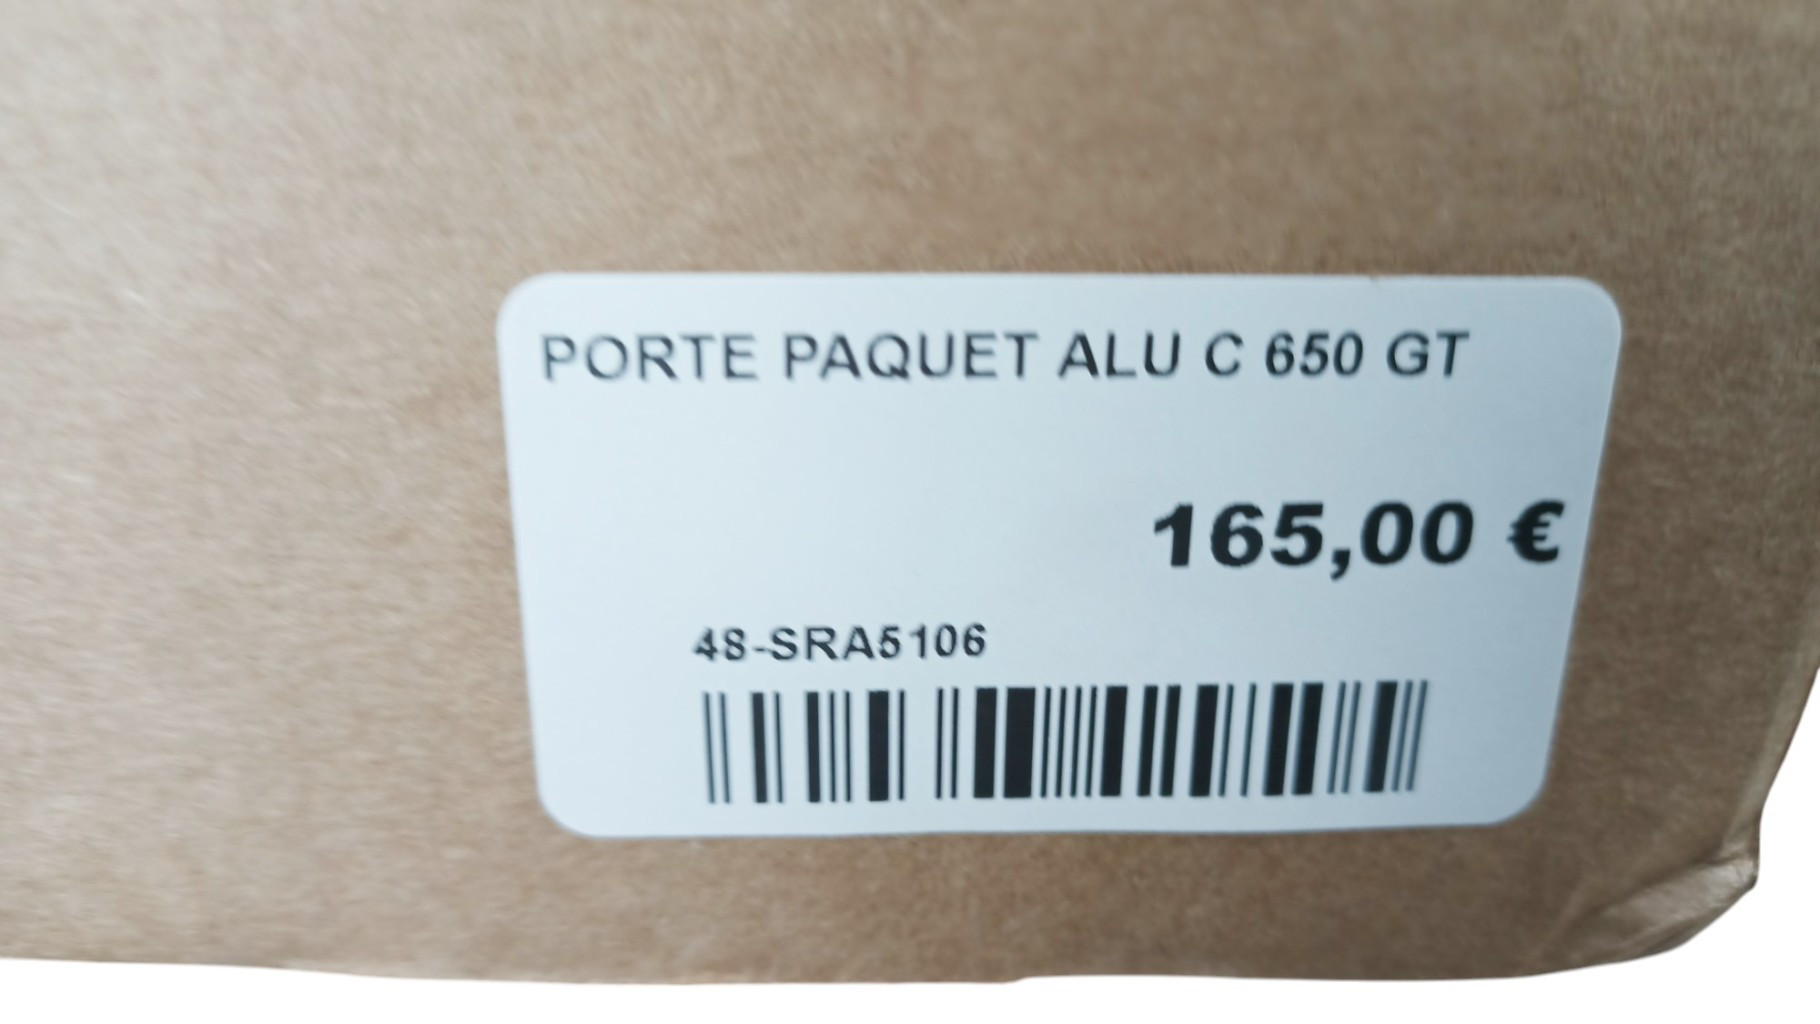 PORTE PAQUET ALU C 650 GT
165,00 €
48-SRA5106